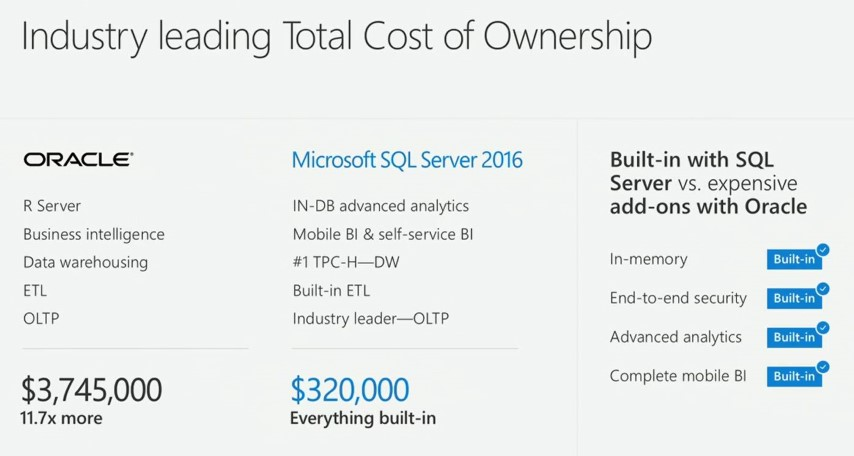 Industry leading Total Cost of Ownership
ORACLE®
R Server
Business intelligence
Data warehousing
ETL
OLTP
$3,745,000
11.7x more
Microsoft SQL Server 2016
IN-DB advanced analytics
Mobile BI & self-service BI
#1 TPC-H—DW
Built-in ETL
Industry leader—OLTP
$320,000
Everything built-in
Built-in with SQL
Server vs. expensive
add-ons with Oracle
In-memory Built-in
End-to-end security Built-in
Advanced analytics Built-in
Complete mobile BI Built-in